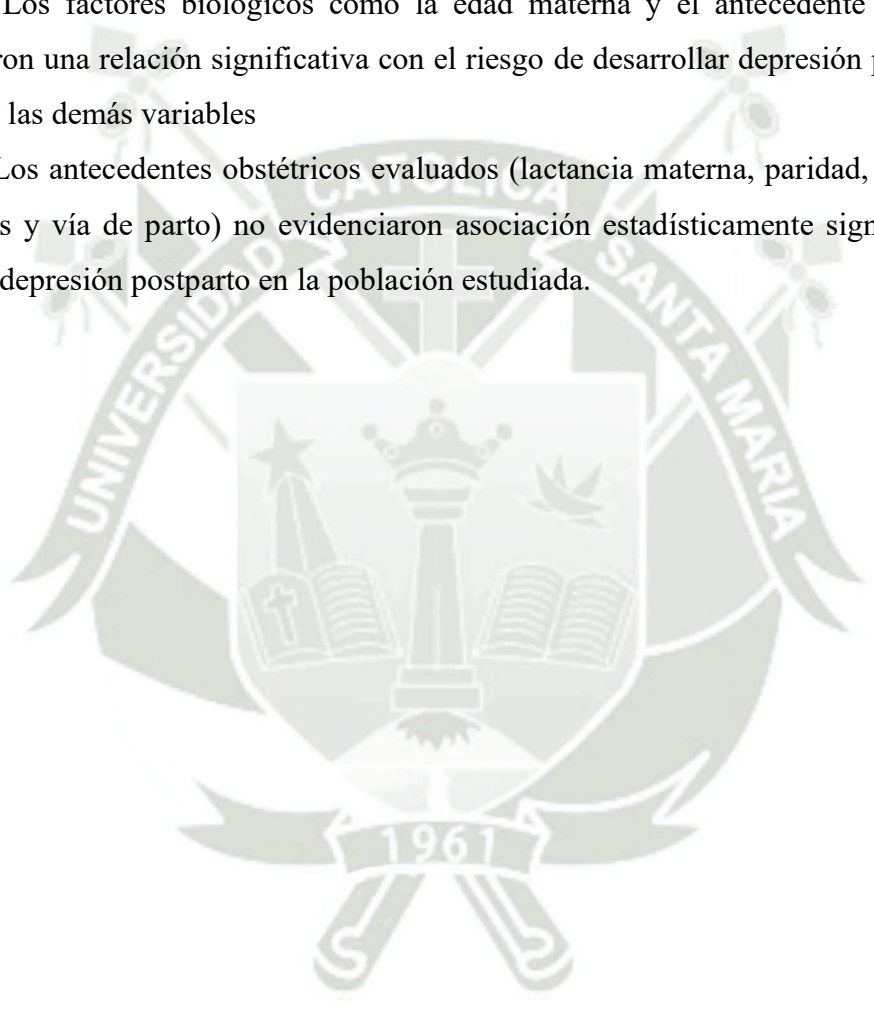 Los factores biológicos como la edad materna y el antecedente
ron una relación significativa con el riesgo de desarrollar depresión
las demás variables
Los antecedentes obstétricos evaluados (lactancia materna, paridad,
s y vía de parto) no evidenciaron asociación estadísticamente sign
depresión postparto en la población estudiada.
UNIVERSIDAD CATOLICA SANTA MARIA
1961